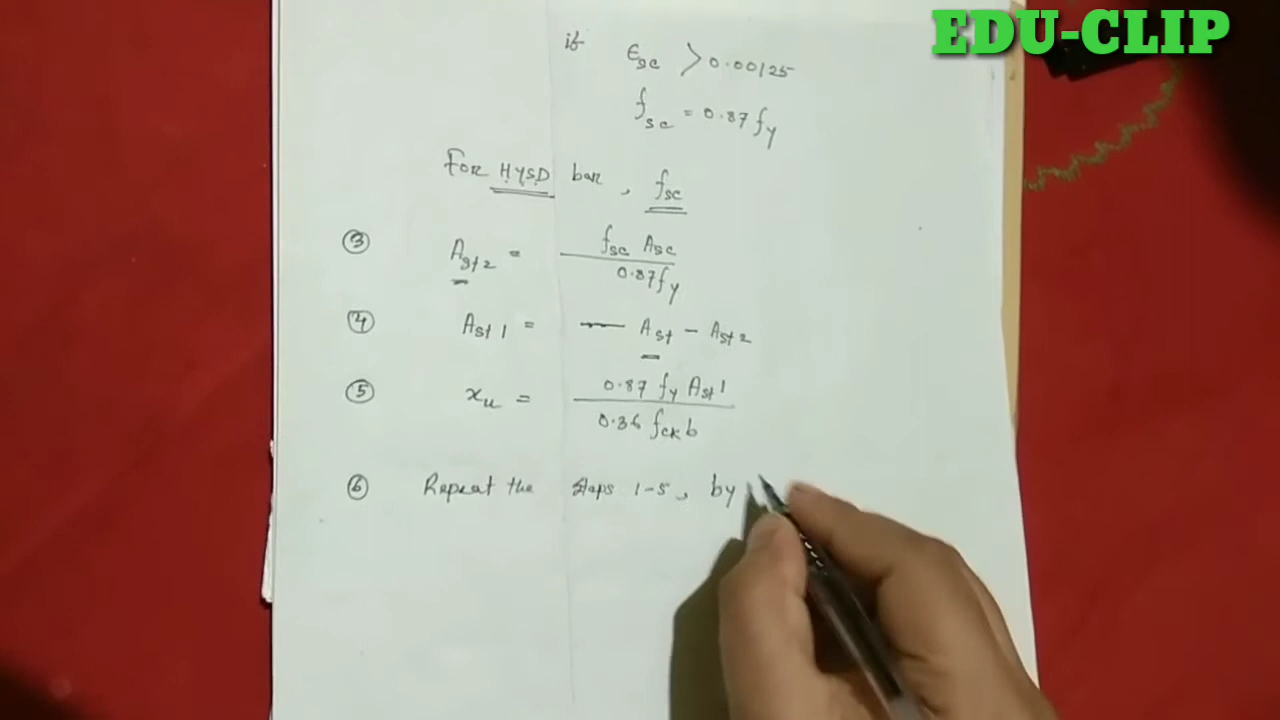 EDU-CLIP
if ϵsc > 0.00125
fsc = 0.87 fy
For HYSD bar, fsc
③ Ast2 = fsc Asc / 0.87fy
④ Ast1 = — Ast - Ast2
⑤ xu = 0.87 fy Ast1 / 0.36 fck b
⑥ Repeat the steps 1-5, by